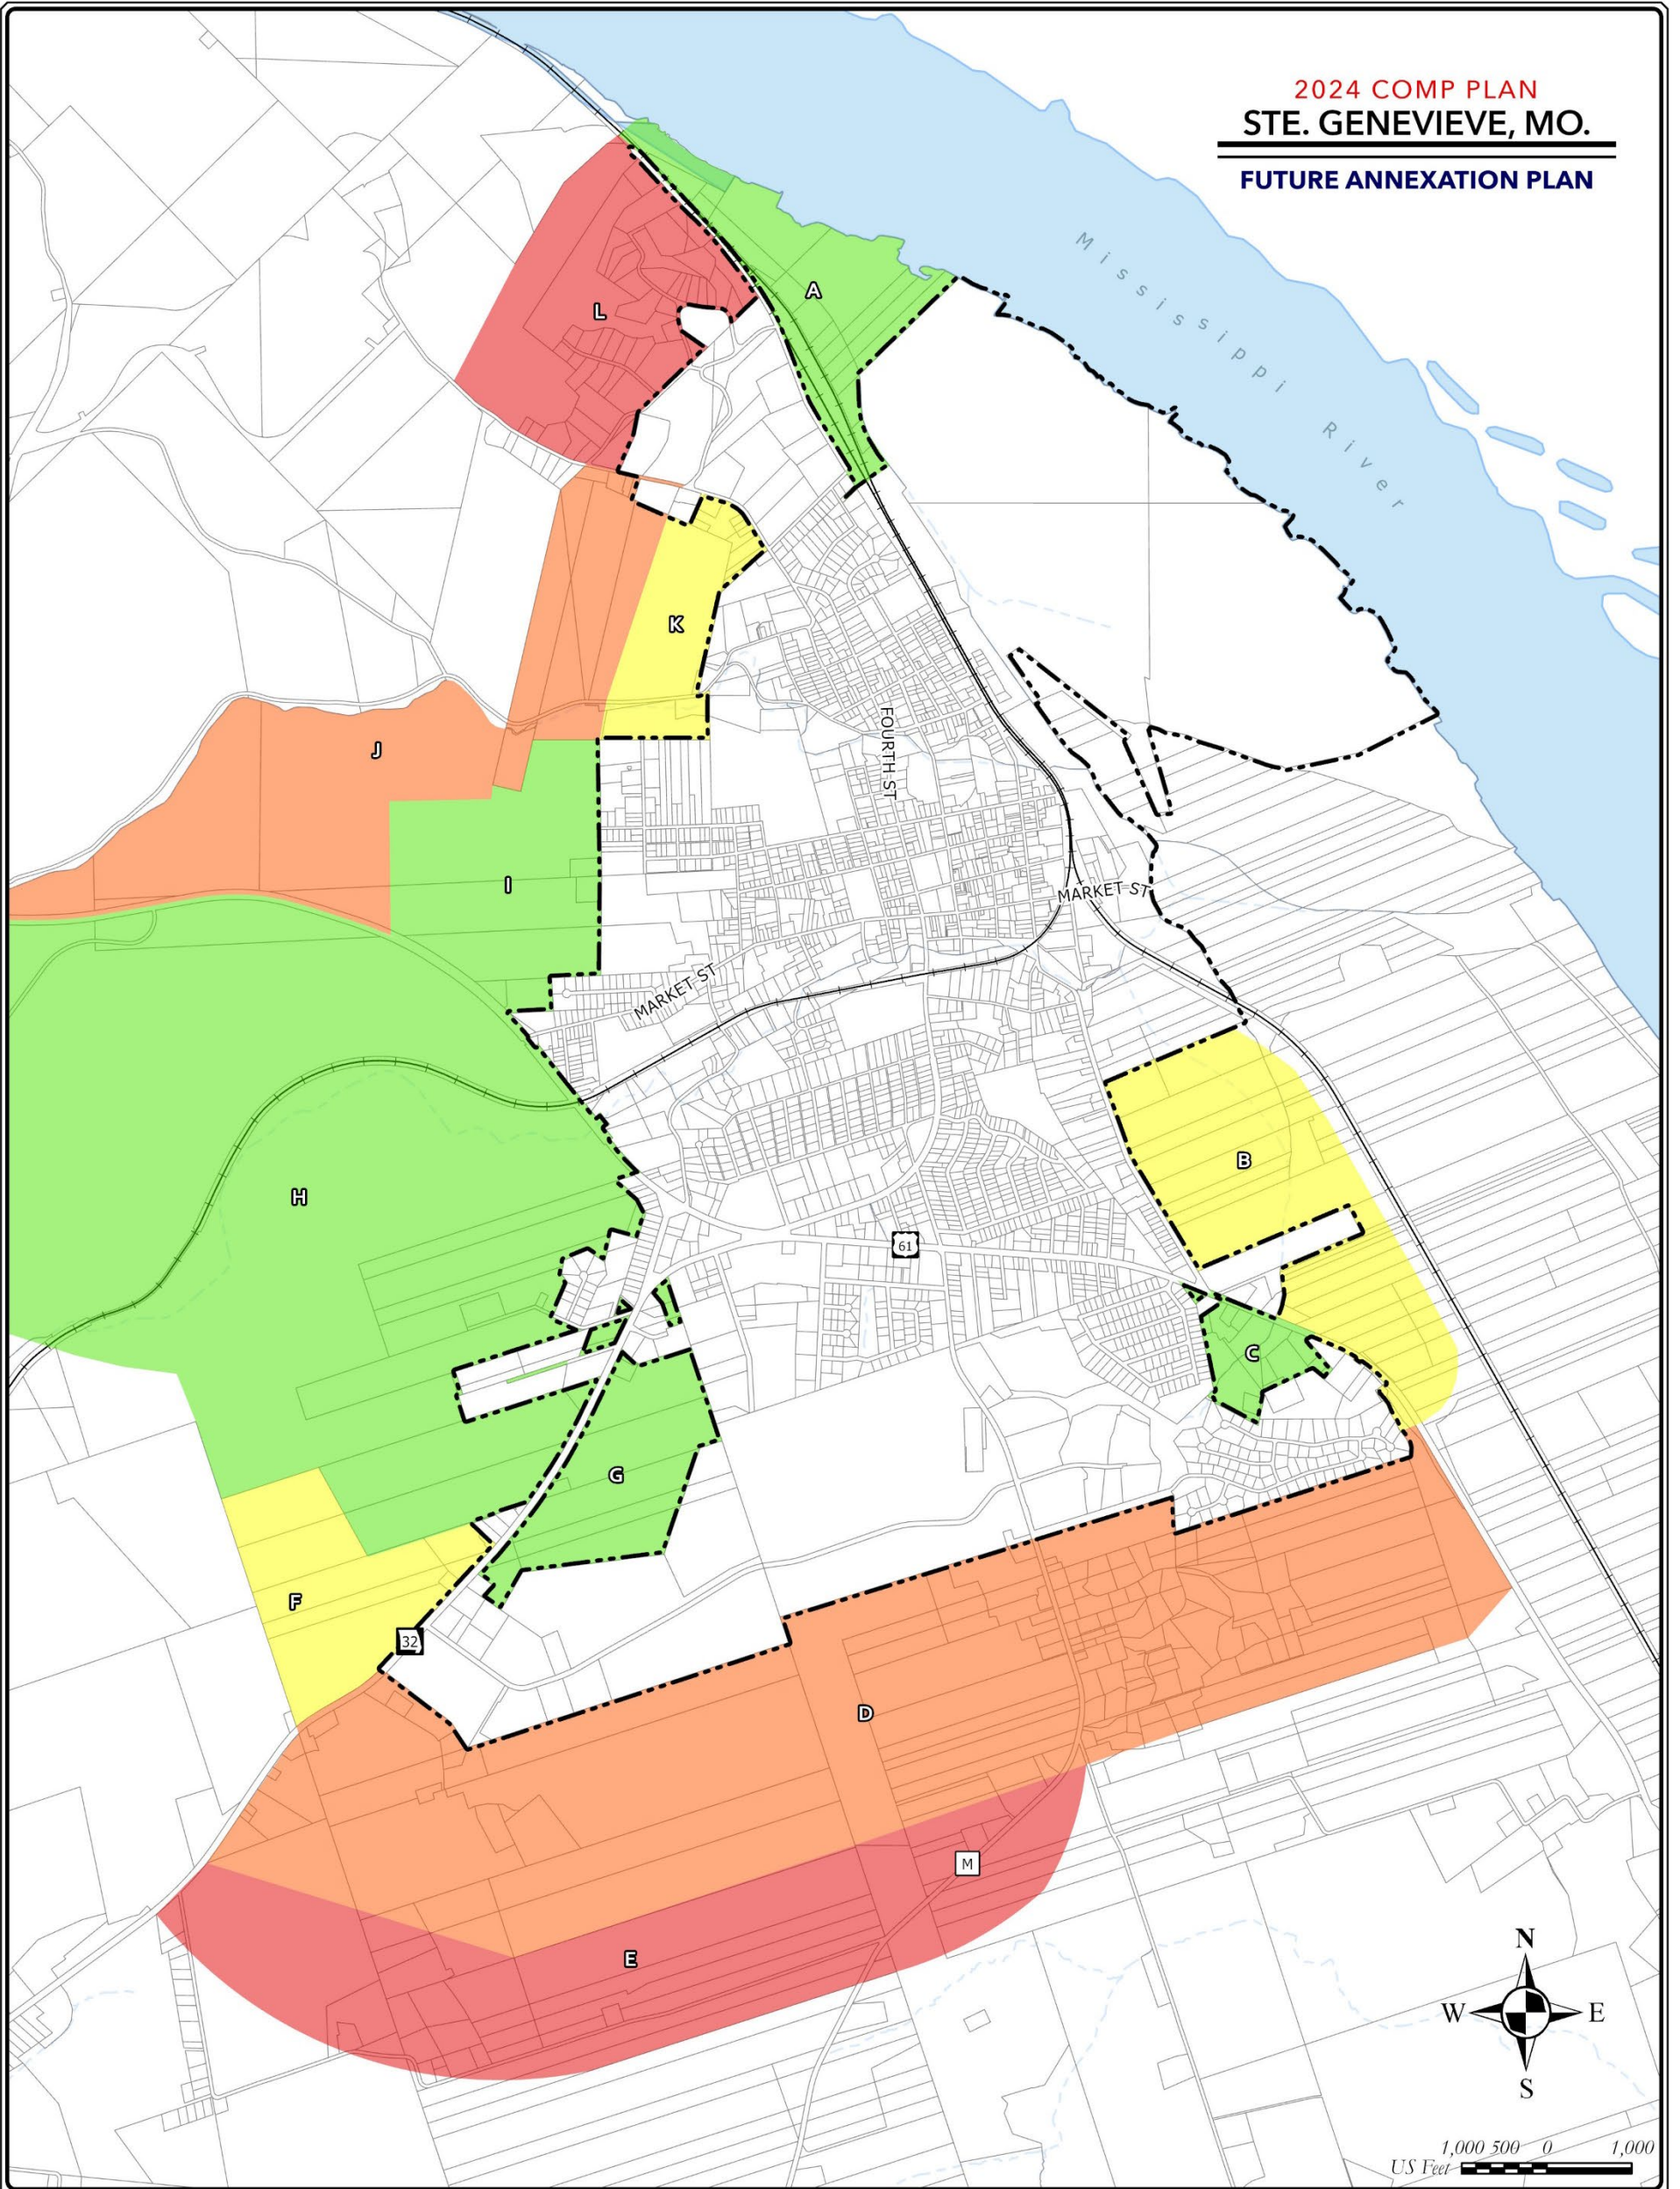 2024 COMP PLAN
STE. GENEVIEVE, MO.
FUTURE ANNEXATION PLAN
Mississippi River
A
L
K
FOURTH ST
J
I
MARKET ST
MARKET ST
B
H
61
C
G
F
32
D
M
E
N
W E
S
1,000 500 0 1,000
US Feet